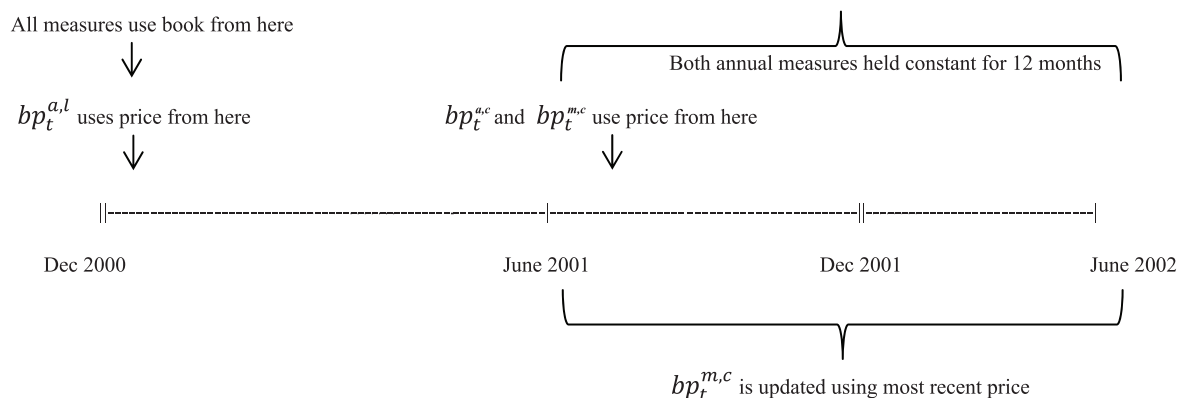 All measures use book from here
Both annual measures held constant for 12 months
bp_t^{a,l} uses price from here
bp_t^{a,c} and bp_t^{m,c} use price from here
Dec 2000 June 2001 Dec 2001 June 2002
bp_t^{m,c} is updated using most recent price